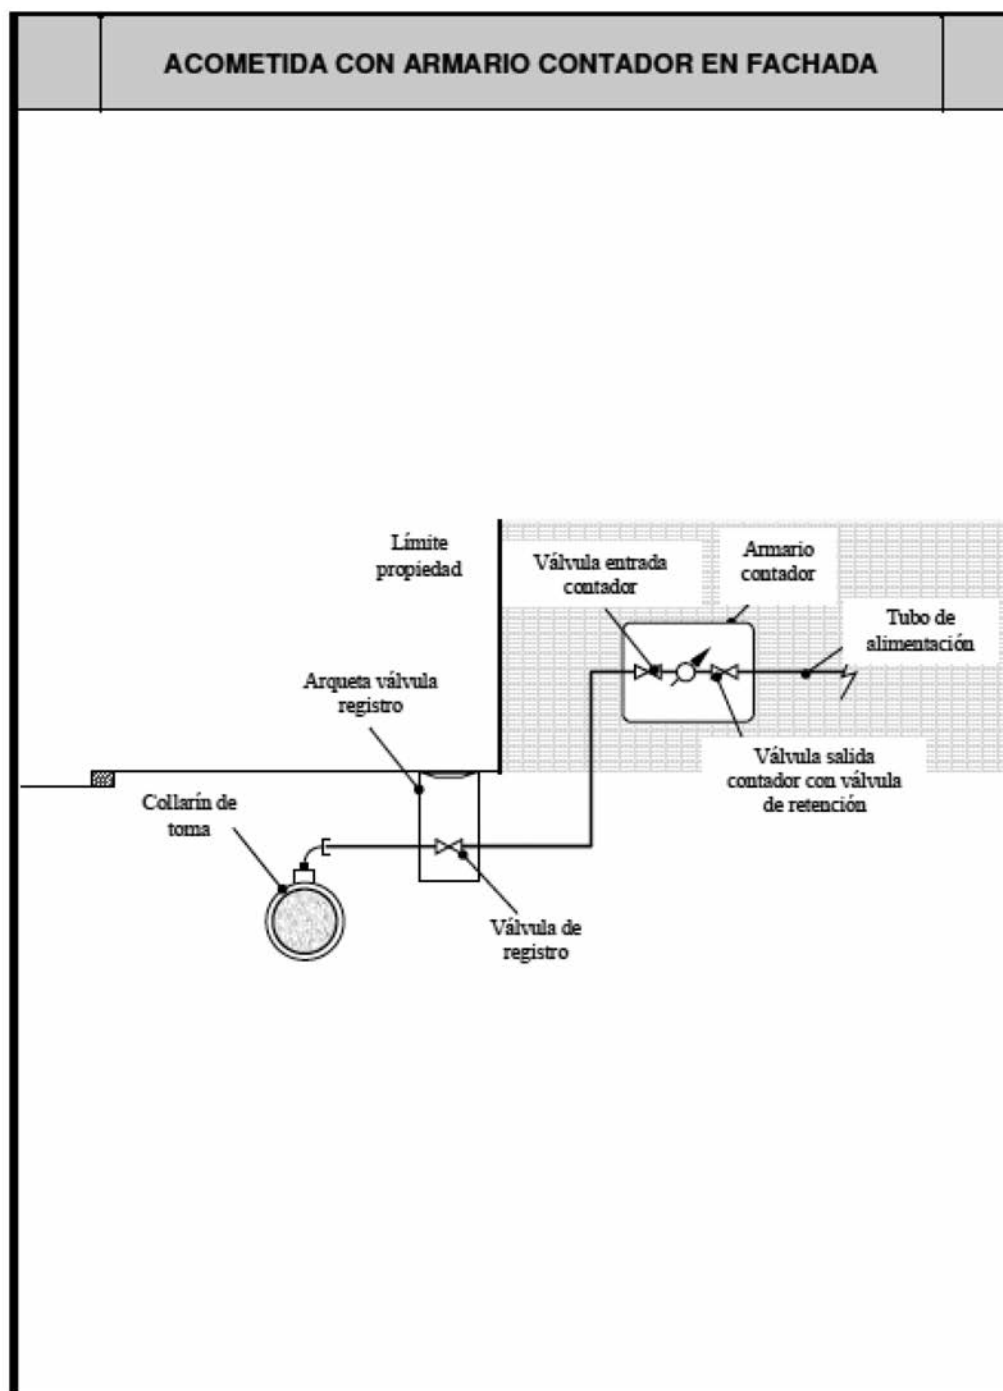 ACOMETIDA CON ARMARIO CONTADOR EN FACHADA
Límite
propiedad
Válvula entrada
contador
Armario
contador
Tubo de
alimentación
Arqueta válvula
registro
Válvula salida
contador con válvula
de retención
Collarín de
toma
Válvula de
registro